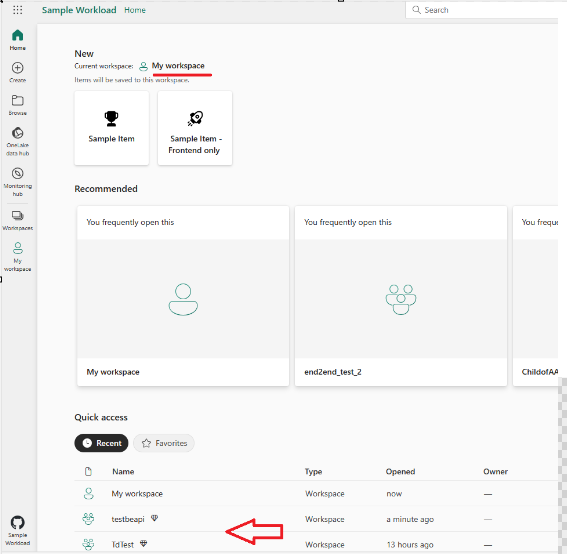 Sample Workload Home
Search
Home
Create
Browse
OneLake
data hub
Monitoring
hub
Workspaces
My
workspace
Sample
Workload
New
Current workspace: My workspace
Items will be saved to this workspace.
Sample Item
Sample Item -
Frontend only
Recommended
You frequently open this
You frequently open this
You freque
My workspace
end2end_test_2
ChildofAA
Quick access
Recent
Favorites
Name Type Opened Owner
My workspace Workspace now —
testbeapi Workspace a minute ago —
TdTest Workspace 13 hours ago —